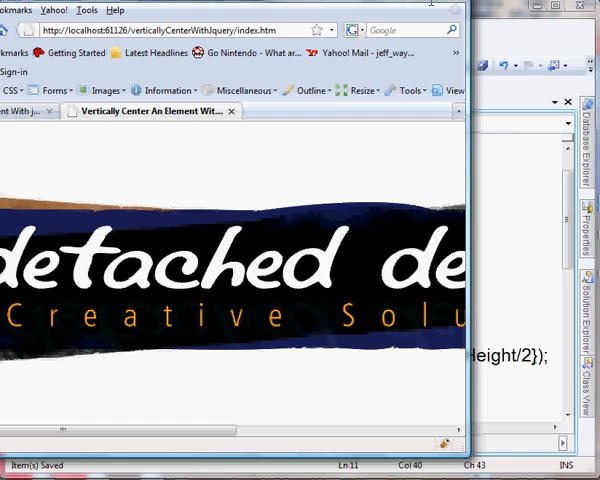 okmarks Yahoo! Tools Help
http://localhost:61126/verticallyCenterWithJquery/index.htm
Google
okmarks Getting Started Latest Headlines Go Nintendo - What ar... Yahoo! Mail - jeff_way...
Sign-in
CSS Forms Images Information Miscellaneous Outline Resize Tools View
ent With j... Vertically Center An Element Wit...
detached de
Creative Solu
Height/2});
Database Explorer
Properties
Solution Explorer
Class View
Item(s) Saved Ln 11 Col 40 Ch 43 INS